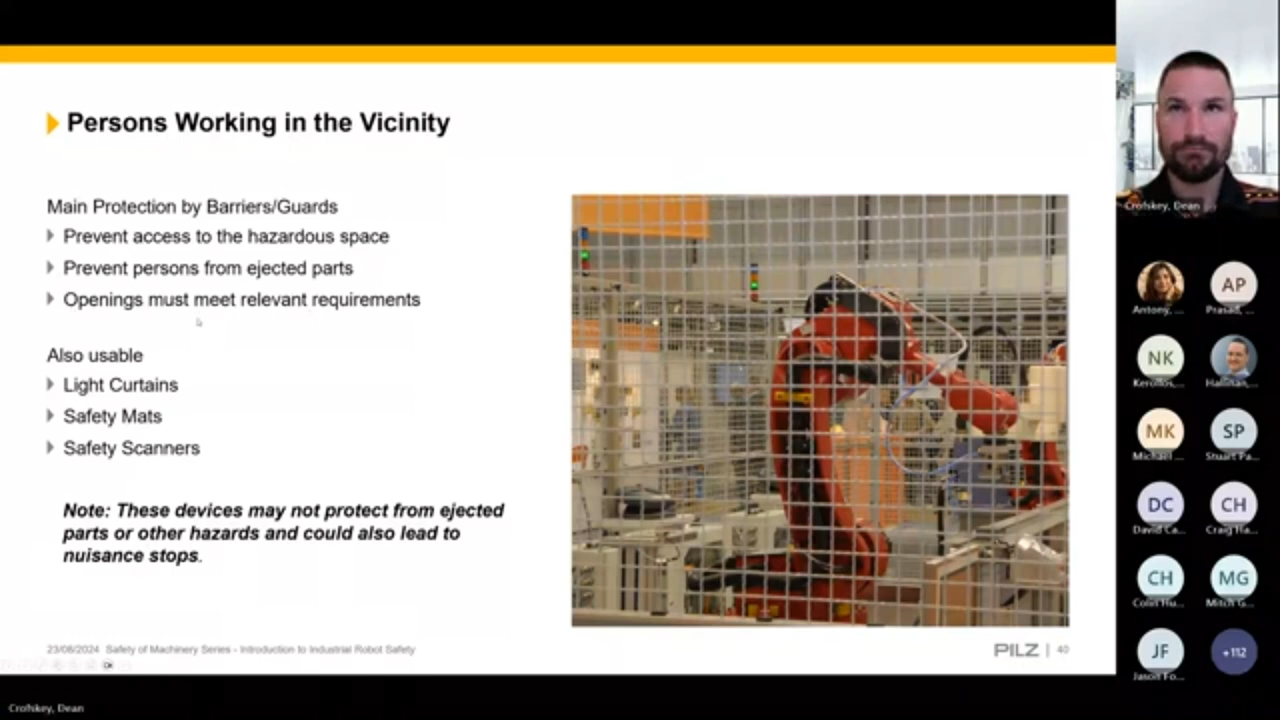 Persons Working in the Vicinity
Main Protection by Barriers/Guards
Prevent access to the hazardous space
Prevent persons from ejected parts
Openings must meet relevant requirements
Also usable
Light Curtains
Safety Mats
Safety Scanners
Note: These devices may not protect from ejected
parts or other hazards and could also lead to
nuisance stops.
23/08/2024 Safety of Machinery Series - Introduction to Industrial Robot Safety
PILZ | 40
Crofskey, Dean
Antony, ...
AP
Prasad, ...
NK
Kerollos,...
Hallinan,...
MK
Michael ...
SP
Stuart Pa...
DC
David Ca...
CH
Craig Ha...
CH
Colin Hu...
MG
Mitch G...
JF
Jason Fo...
+112
Crofskey, Dean